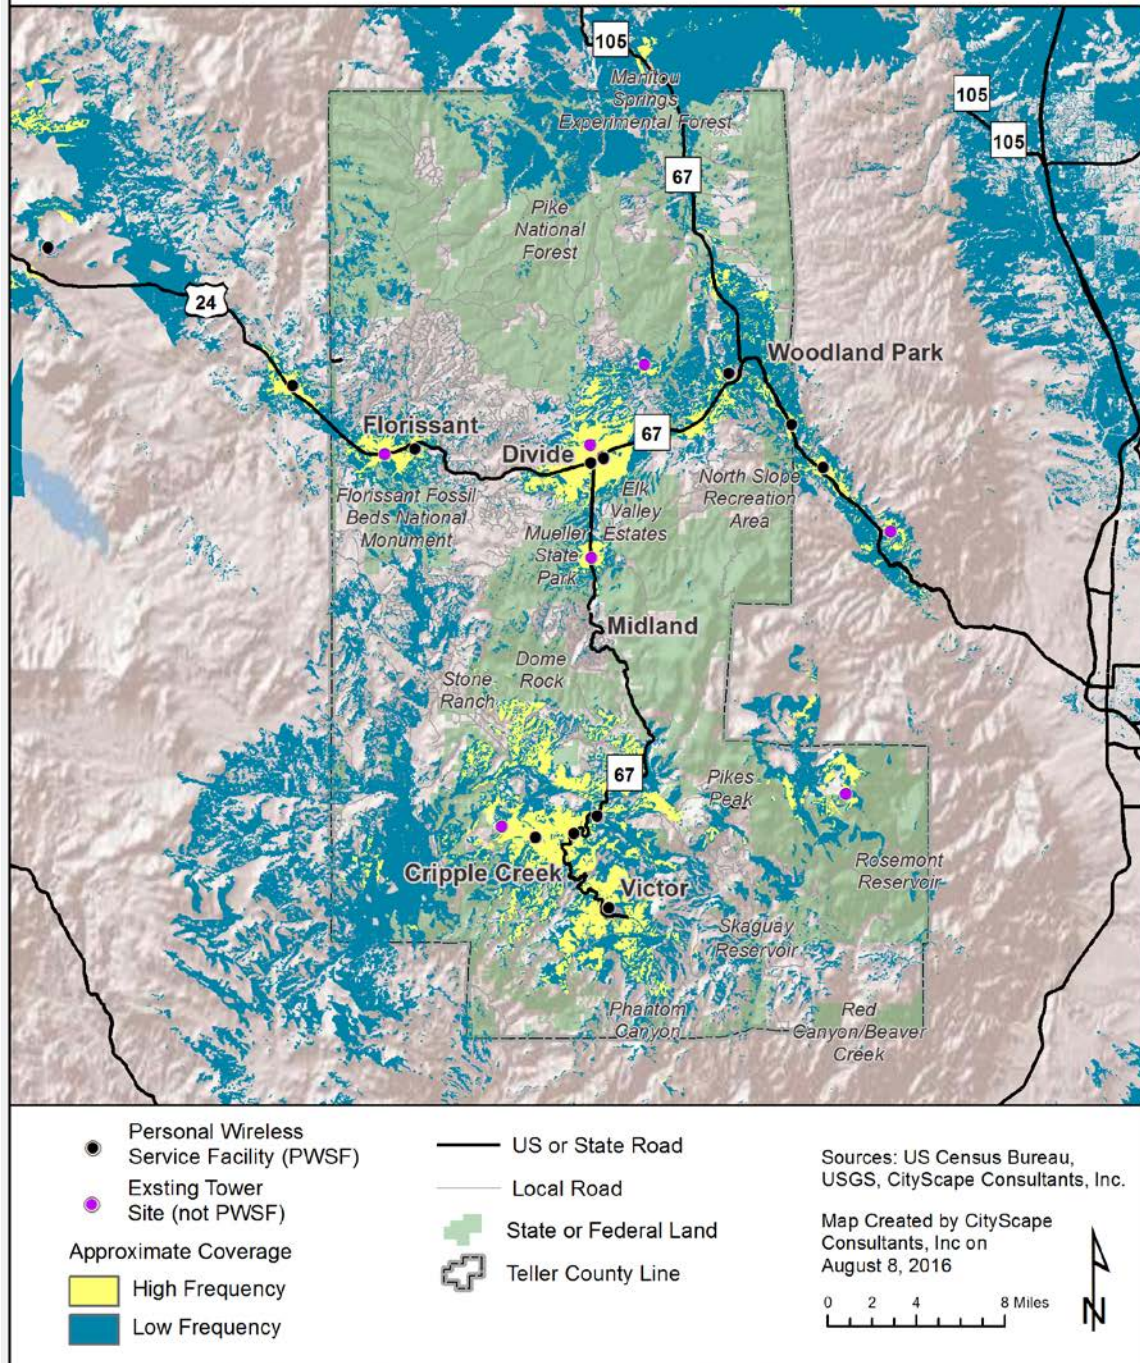 105
Manitou
Springs
Experimental Forest
105
105
67
Pike
National
Forest
24
Woodland Park
Florissant
67
Divide
Florissant Fossil
Beds National
Monument
Elk
Valley
Estates
North Slope
Recreation
Area
Mueller
State
Park
Midland
Dome
Rock
Stone
Ranch
67
Pikes
Peak
Rosemont
Reservoir
Cripple Creek
Victor
Skaguay
Reservoir
Phantom
Canyon
Red
Canyon/Beaver
Creek
Personal Wireless
Service Facility (PWSF)
Exsting Tower
Site (not PWSF)
Approximate Coverage
High Frequency
Low Frequency
US or State Road
Local Road
State or Federal Land
Teller County Line
Sources: US Census Bureau,
USGS, CityScape Consultants, Inc.
Map Created by CityScape
Consultants, Inc on
August 8, 2016
0 2 4 8 Miles
N